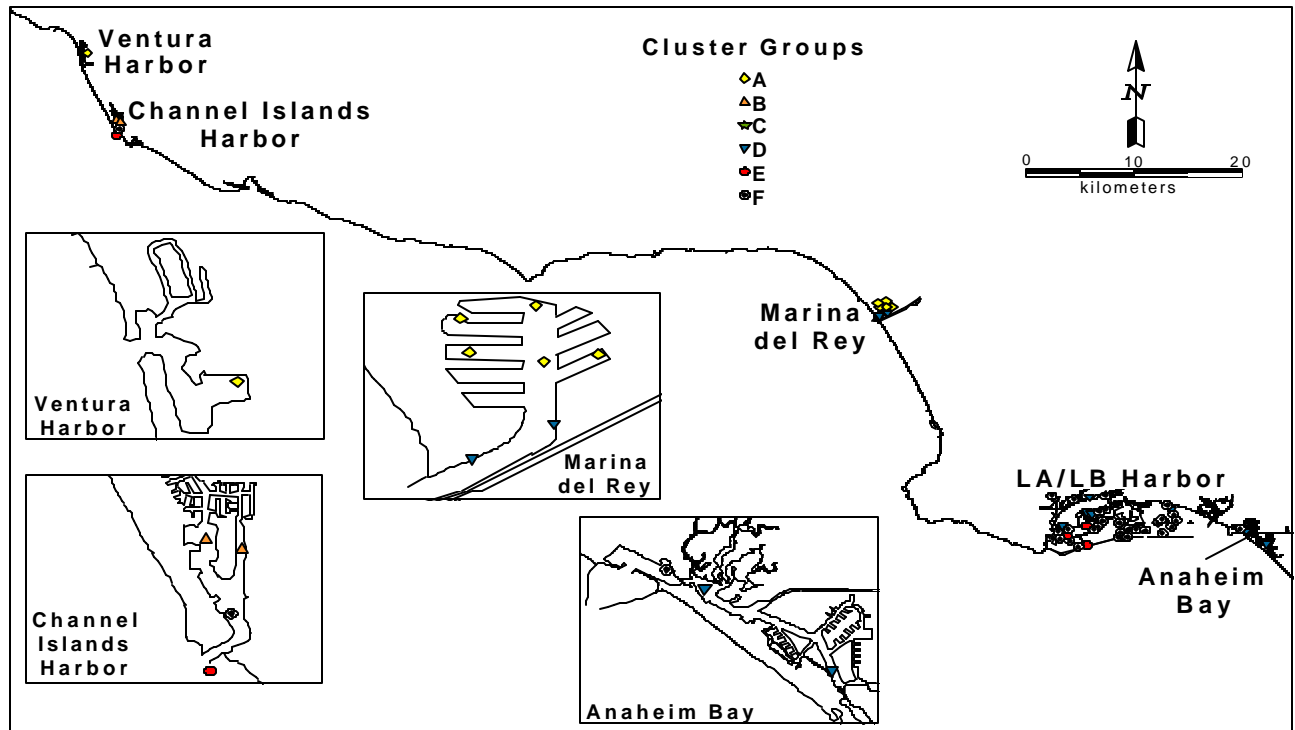 Ventura
Harbor
Channel Islands
Harbor
Cluster Groups
A
B
C
D
E
F
N
0 10 20
kilometers
Ventura
Harbor
Marina
del Rey
Marina
del Rey
LA/LB Harbor
Channel
Islands
Harbor
Anaheim Bay
Anaheim
Bay